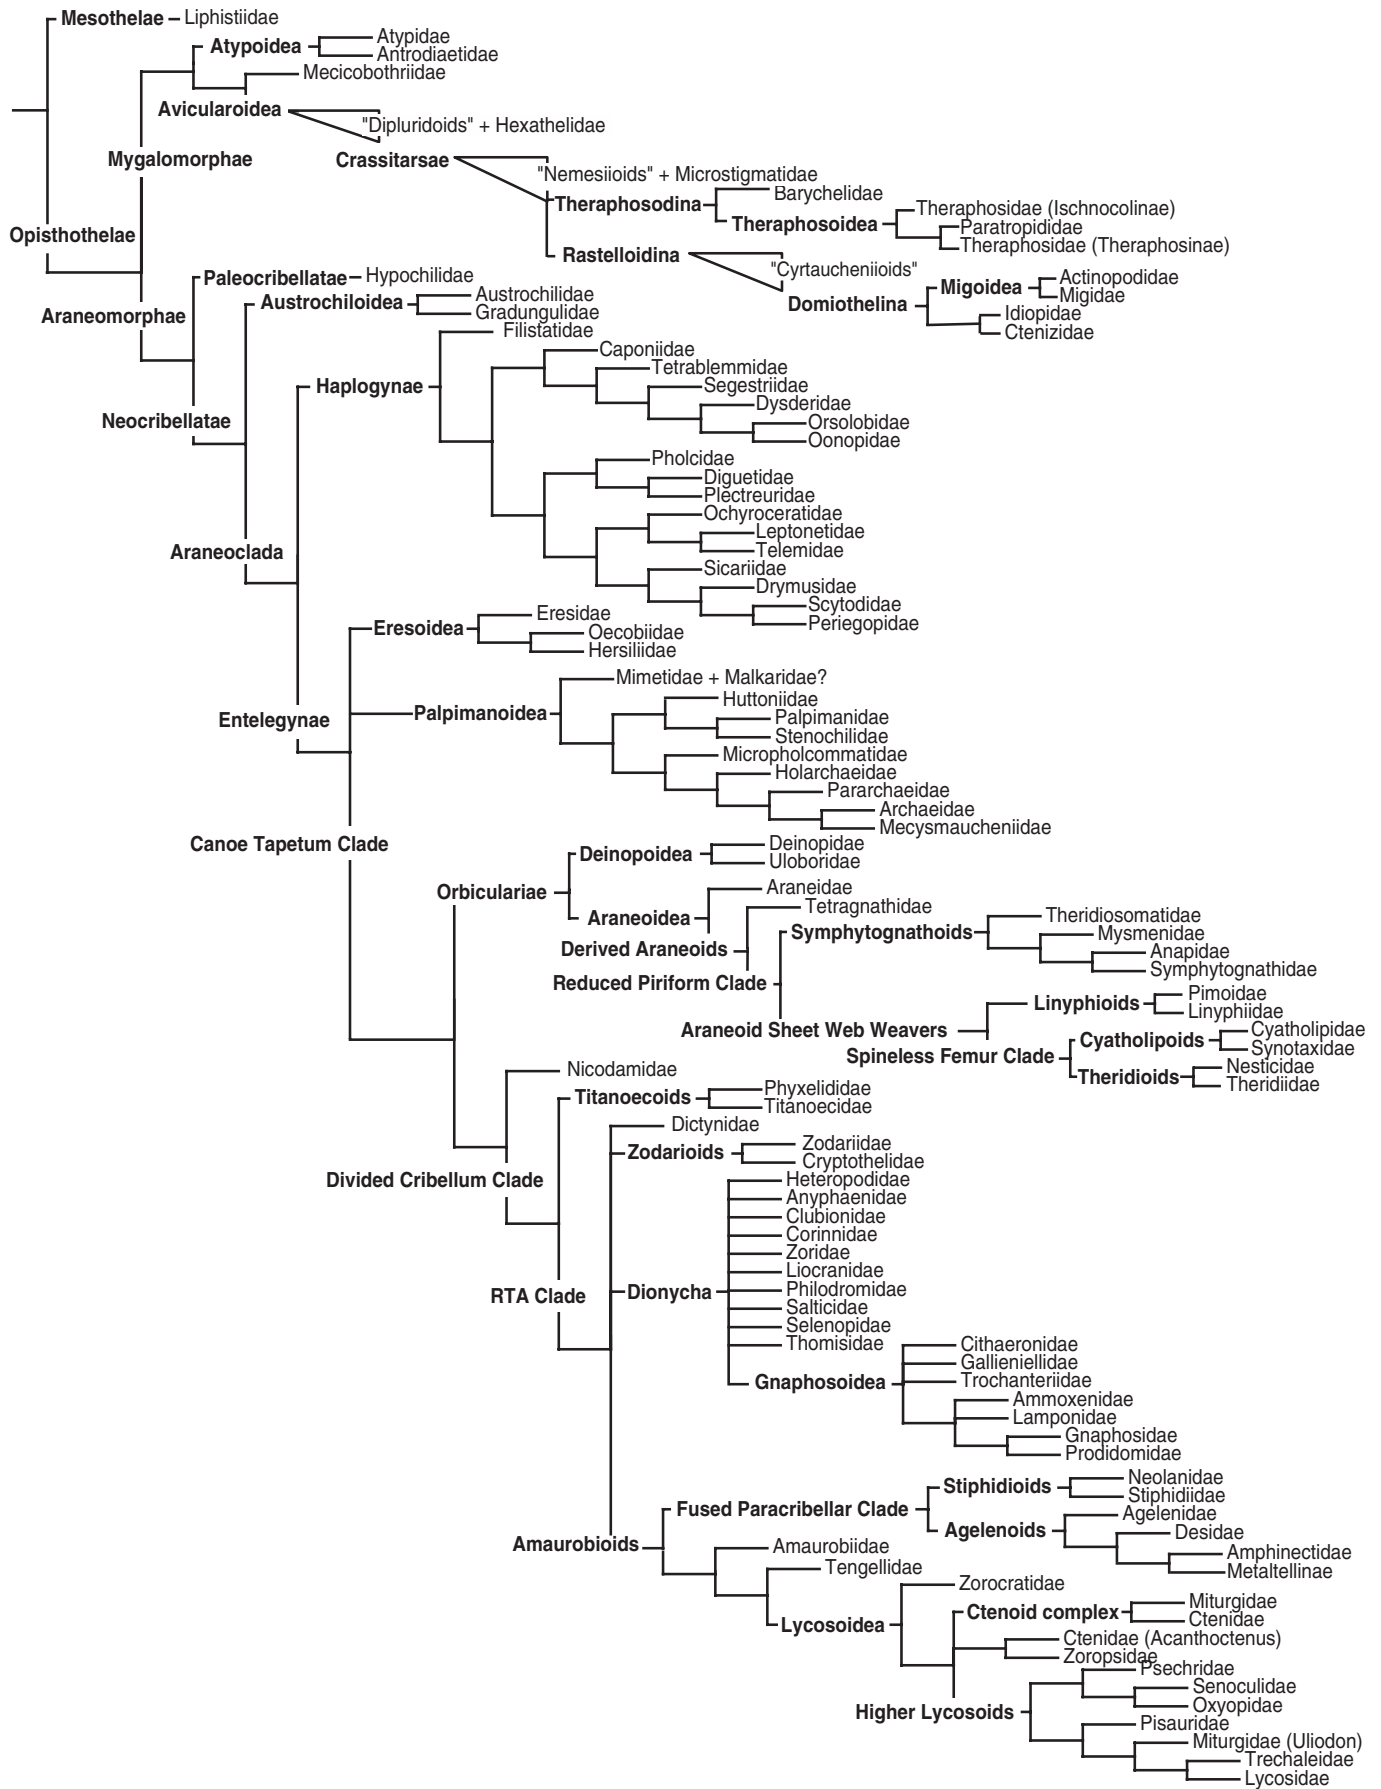 Mesothelae
Liphistiidae
Atypoidea
Atypidae
Antrodiaetidae
Mecicobothriidae
Avicularoidea
"Dipluridoids" + Hexathelidae
Mygalomorphae
Crassitarsae
"Nemesiioids" + Microstigmatidae
Barychelidae
Theraphosodina
Theraphosoidea
Theraphosidae (Ischnocolinae)
Paratropididae
Theraphosidae (Theraphosinae)
Opisthothelae
Rastelloidina
"Cyrtaucheniioids"
Domiothelina
Migoidea
Actinopodidae
Migidae
Idiopidae
Ctenizidae
Paleocribellatae
Hypochilidae
Araneomorphae
Austrochiloidea
Austrochilidae
Gradungulidae
Filistatidae
Haplogynae
Caponiidae
Tetrablemmidae
Segestriidae
Dysderidae
Orsolobidae
Oonopidae
Neocribellatae
Pholcidae
Diguetidae
Plectreuridae
Ochyroceratidae
Leptonetidae
Telemidae
Araneoclada
Sicariidae
Drymusidae
Scytodidae
Periegopidae
Eresoidea
Eresidae
Oecobiidae
Hersiliidae
Mimetidae + Malkaridae?
Entelegynae
Palpimanoidea
Huttoniidae
Palpimanidae
Stenochilidae
Micropholcommatidae
Holarchaeidae
Pararchaeidae
Archaeidae
Mecysmaucheniidae
Canoe Tapetum Clade
Deinopoidea
Deinopidae
Uloboridae
Orbiculariae
Araneidae
Araneoidea
Tetragnathidae
Derived Araneoids
Symphytognathoids
Theridiosomatidae
Mysmenidae
Anapidae
Symphytognathidae
Reduced Piriform Clade
Linyphioids
Pimoidae
Linyphiidae
Araneoid Sheet Web Weavers
Spineless Femur Clade
Cyatholipoids
Cyatholipidae
Synotaxidae
Theridioids
Nesticidae
Theridiidae
Nicodamidae
Titanoecoids
Phyxelididae
Titanoecidae
Dictynidae
Zodarioids
Zodariidae
Cryptothelidae
Divided Cribellum Clade
Heteropodidae
Anyphaenidae
Clubionidae
Corinnidae
Zoridae
Liocranidae
RTA Clade
Dionycha
Philodromidae
Salticidae
Selenopidae
Thomisidae
Gnaphosoidea
Cithaeronidae
Gallieniellidae
Trochanteriidae
Ammoxenidae
Lamponidae
Gnaphosidae
Prodidomidae
Fused Paracribellar Clade
Stiphidioids
Neolanidae
Stiphidiidae
Agelenoids
Agelenidae
Desidae
Amphinectidae
Metaltellinae
Amaurobioids
Amaurobiidae
Tengellidae
Lycosoidea
Zorocratidae
Ctenoid complex
Miturgidae
Ctenidae
Ctenidae (Acanthoctenus)
Zoropsidae
Higher Lycosoids
Psechridae
Senoculidae
Oxyopidae
Pisauridae
Miturgidae (Uliodon)
Trechaleidae
Lycosidae